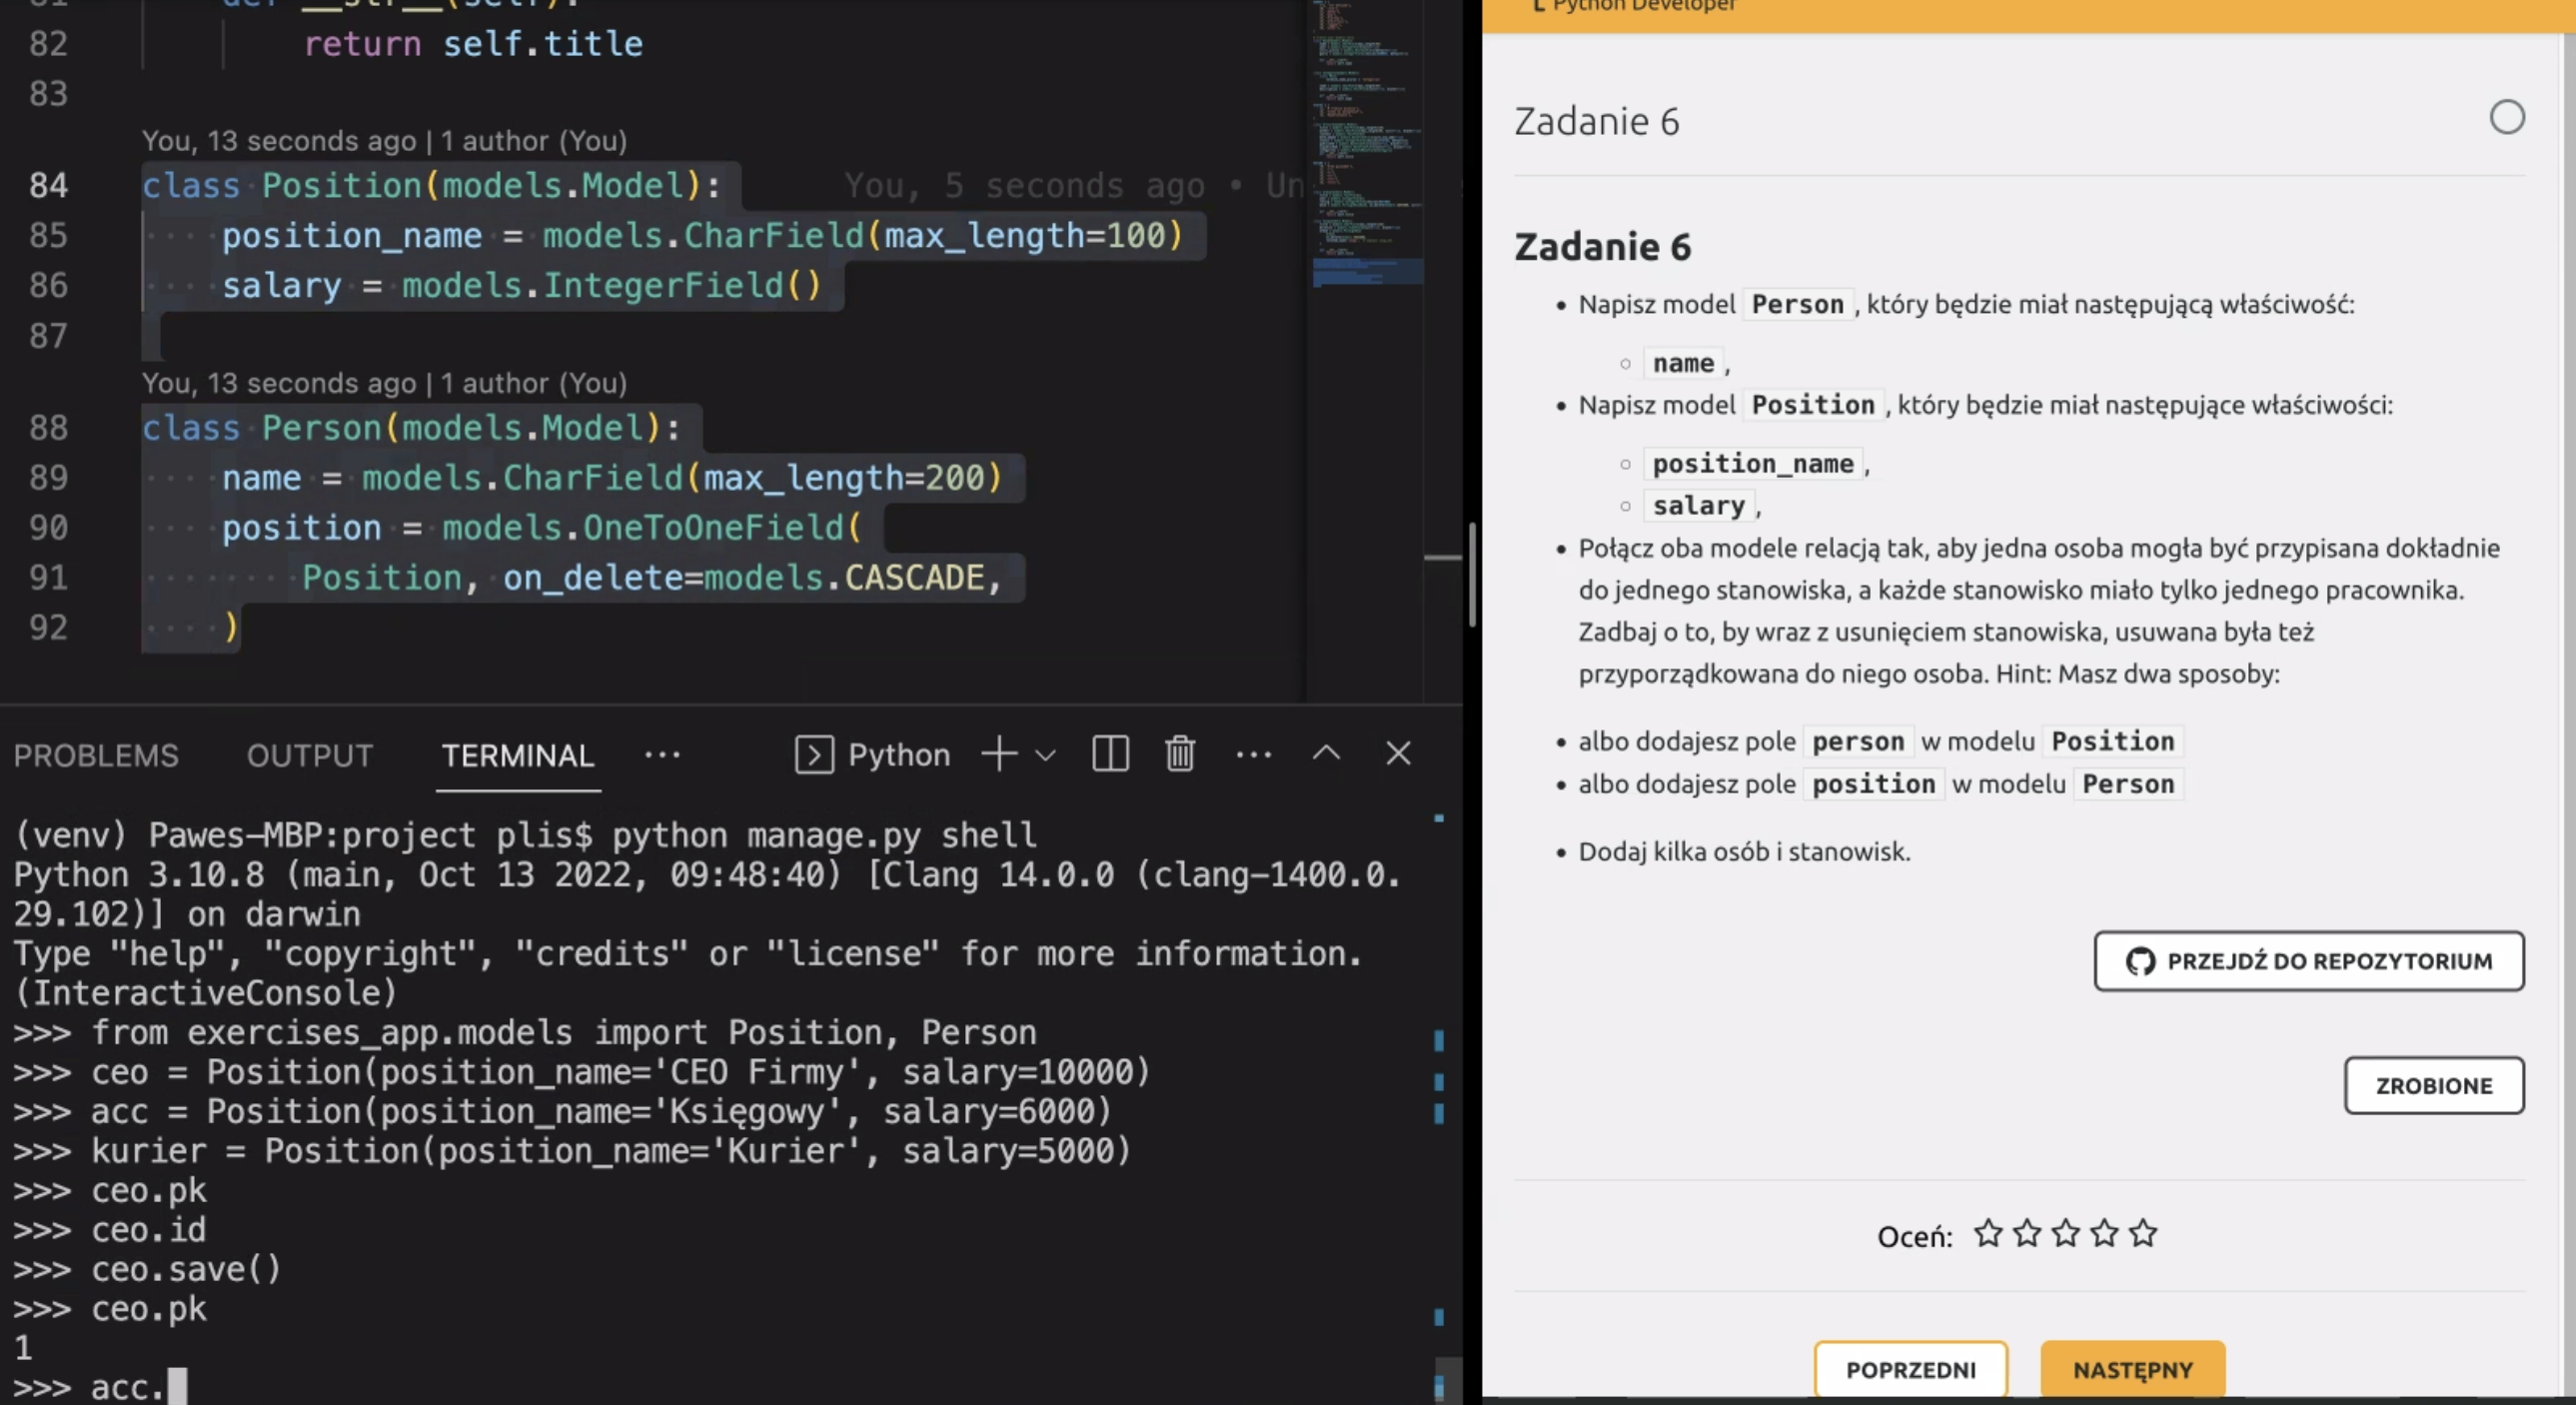 def __str__(self):
82 return self.title
83
You, 13 seconds ago | 1 author (You)
84 class Position(models.Model): You, 5 seconds ago • Un
85 position_name = models.CharField(max_length=100)
86 salary = models.IntegerField()
87
You, 13 seconds ago | 1 author (You)
88 class Person(models.Model):
89 name = models.CharField(max_length=200)
90 position = models.OneToOneField(
91 Position, on_delete=models.CASCADE,
92 )
PROBLEMS OUTPUT TERMINAL ··· Python
(venv) Pawes-MBP:project plis$ python manage.py shell
Python 3.10.8 (main, Oct 13 2022, 09:48:40) [Clang 14.0.0 (clang-1400.0.
29.102)] on darwin
Type "help", "copyright", "credits" or "license" for more information.
(InteractiveConsole)
>>> from exercises_app.models import Position, Person
>>> ceo = Position(position_name='CEO Firmy', salary=10000)
>>> acc = Position(position_name='Księgowy', salary=6000)
>>> kurier = Position(position_name='Kurier', salary=5000)
>>> ceo.pk
>>> ceo.id
>>> ceo.save()
>>> ceo.pk
1
>>> acc.
Python Developer
Zadanie 6
Zadanie 6
• Napisz model Person , który będzie miał następującą właściwość:
name ,
• Napisz model Position , który będzie miał następujące właściwości:
position_name ,
salary ,
• Połącz oba modele relacją tak, aby jedna osoba mogła być przypisana dokładnie
do jednego stanowiska, a każde stanowisko miało tylko jednego pracownika.
Zadbaj o to, by wraz z usunięciem stanowiska, usuwana była też
przyporządkowana do niego osoba. Hint: Masz dwa sposoby:
• albo dodajesz pole person w modelu Position
• albo dodajesz pole position w modelu Person
• Dodaj kilka osób i stanowisk.
PRZEJDŹ DO REPOZYTORIUM
ZROBIONE
Oceń:
POPRZEDNI NASTĘPNY